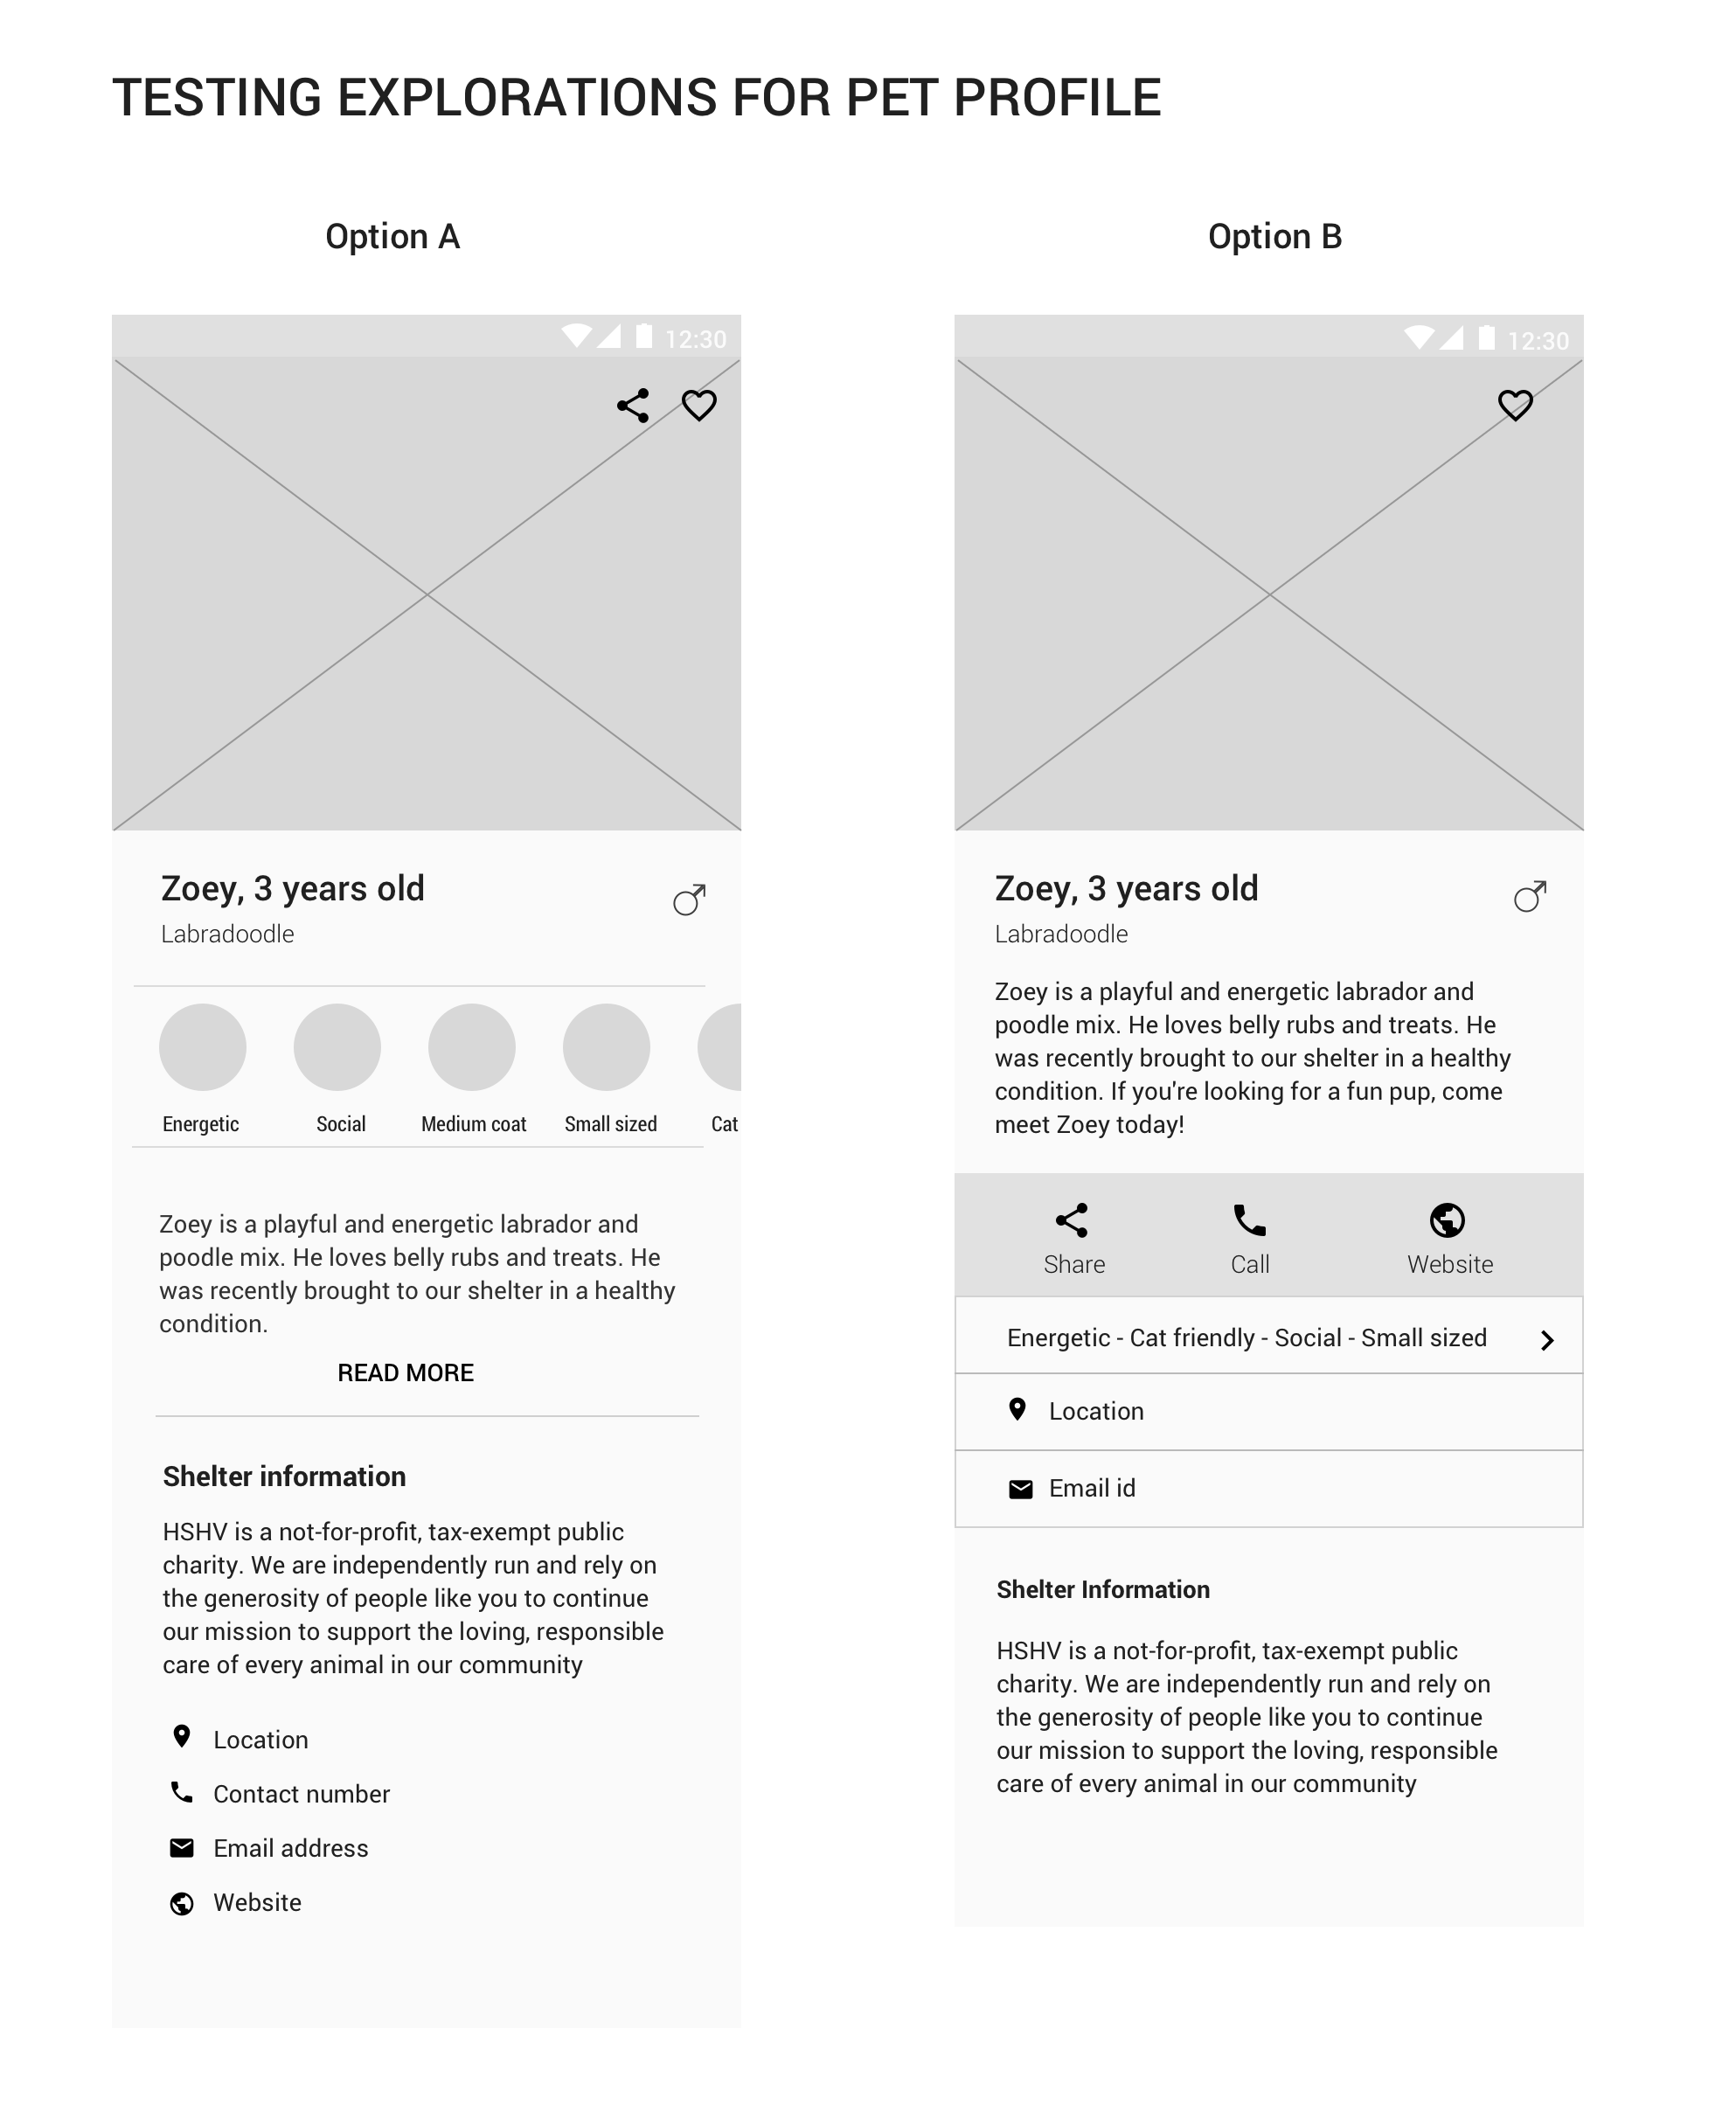 TESTING EXPLORATIONS FOR PET PROFILE
Option A
12:30
Zoey, 3 years old
Labradoodle
Energetic Social Medium coat Small sized Cat
Zoey is a playful and energetic labrador and
poodle mix. He loves belly rubs and treats. He
was recently brought to our shelter in a healthy
condition.
READ MORE
Shelter information
HSHV is a not-for-profit, tax-exempt public
charity. We are independently run and rely on
the generosity of people like you to continue
our mission to support the loving, responsible
care of every animal in our community
Location
Contact number
Email address
Website
Option B
12:30
Zoey, 3 years old
Labradoodle
Zoey is a playful and energetic labrador and
poodle mix. He loves belly rubs and treats. He
was recently brought to our shelter in a healthy
condition. If you're looking for a fun pup, come
meet Zoey today!
Share Call Website
Energetic - Cat friendly - Social - Small sized
Location
Email id
Shelter Information
HSHV is a not-for-profit, tax-exempt public
charity. We are independently run and rely on
the generosity of people like you to continue
our mission to support the loving, responsible
care of every animal in our community